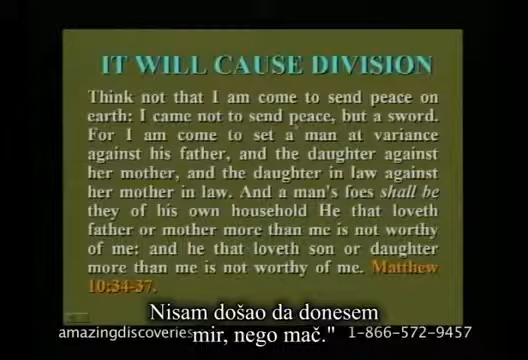 IT WILL CAUSE DIVISION
Think not that I am come to send peace on
earth: I came not to send peace, but a sword.
For I am come to set a man at variance
against his father, and the daughter against
her mother, and the daughter in law against
her mother in law. And a man's foes shall be
they of his own household He that loveth
father or mother more than me is not worthy
of me: and he that loveth son or daughter
more than me is not worthy of me. Matthew
10:34-37.
Nisam došao da donesem
mir, nego mač."
amazingdiscoveries
1-866-572-9457